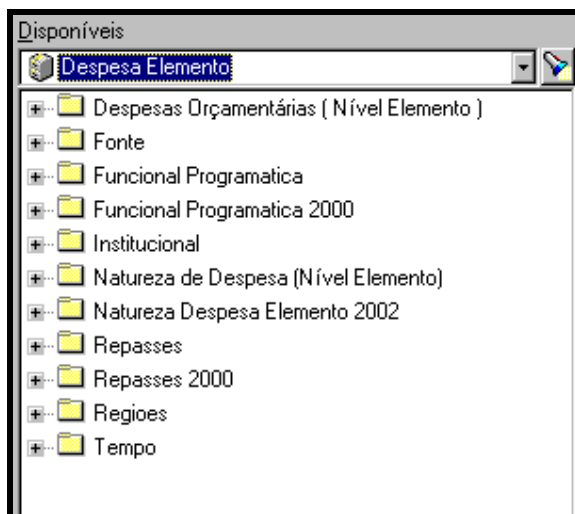 Disponíveis
Despesa Elemento
Despesas Orçamentárias ( Nível Elemento )
Fonte
Funcional Programatica
Funcional Programatica 2000
Institucional
Natureza de Despesa (Nível Elemento)
Natureza Despesa Elemento 2002
Repasses
Repasses 2000
Regioes
Tempo